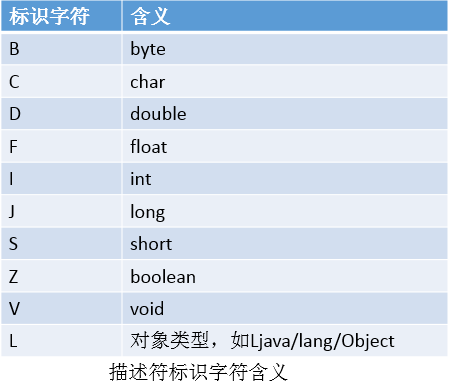 标识字符 含义
B byte
C char
D double
F float
I int
J long
S short
Z boolean
V void
L 对象类型，如Ljava/lang/Object
描述符标识字符含义